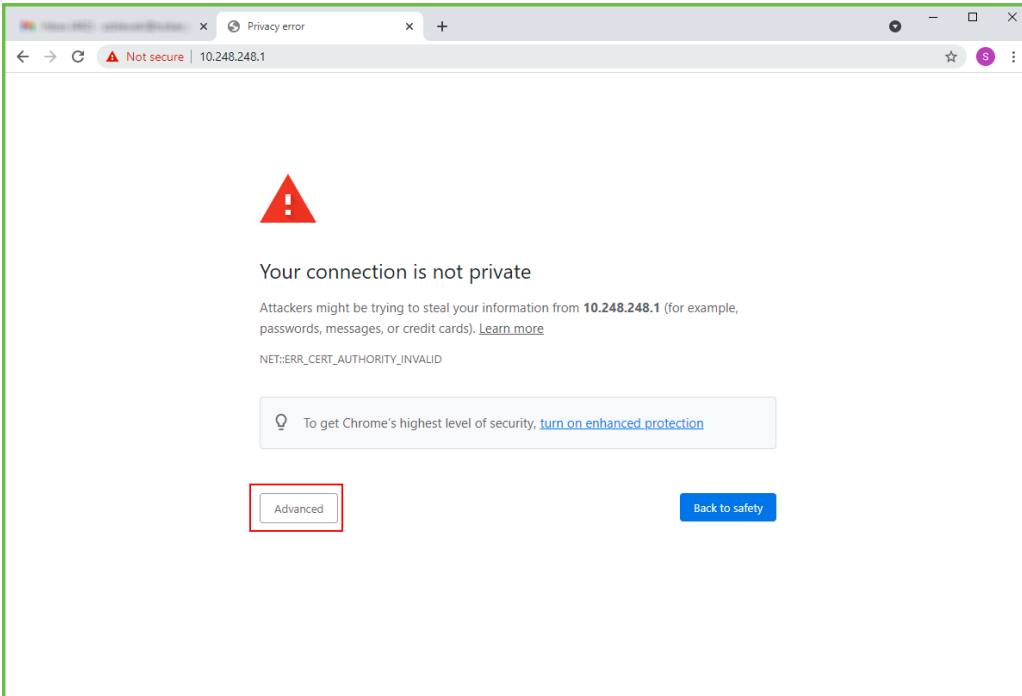 Privacy error
Not secure
10.248.248.1
S
Your connection is not private
Attackers might be trying to steal your information from 10.248.248.1 (for example,
passwords, messages, or credit cards). Learn more
NET::ERR_CERT_AUTHORITY_INVALID
To get Chrome's highest level of security, turn on enhanced protection
Advanced
Back to safety